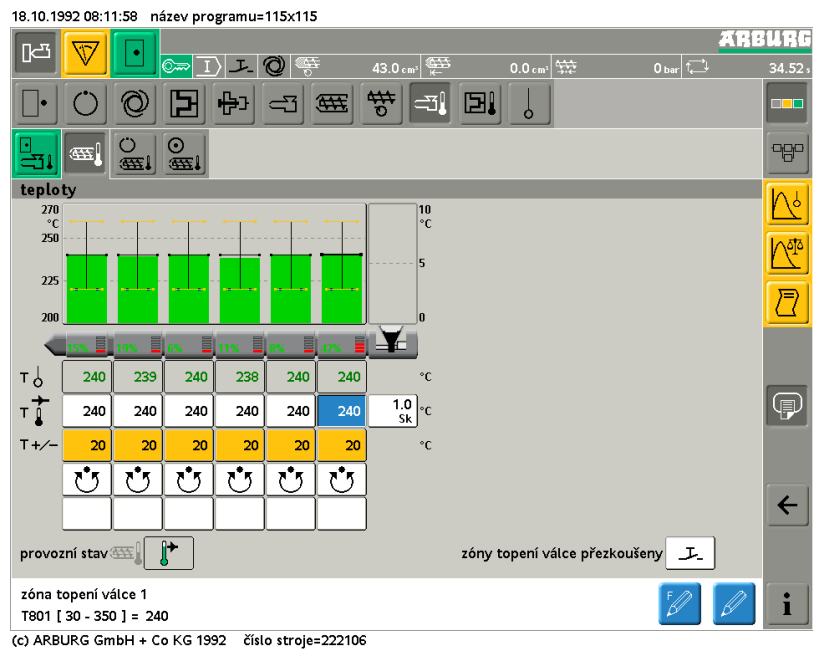 18.10.1992 08:11:58 název programu=115x115
ARBURG
43.0 cm³ 0.0 cm³ 0 bar 34.52 s
teploty
270 10
°C °C
250
5
225
200 0
15% 19% 6% 11% 8% 42%
T 240 239 240 238 240 240 °C
T 240 240 240 240 240 240 1.0 Sk °C
T+/− 20 20 20 20 20 20 °C
provozní stav zóny topení válce přezkoušeny
zóna topení válce 1 F
T801 [ 30 - 350 ] = 240
(c) ARBURG GmbH + Co KG 1992 číslo stroje=222106